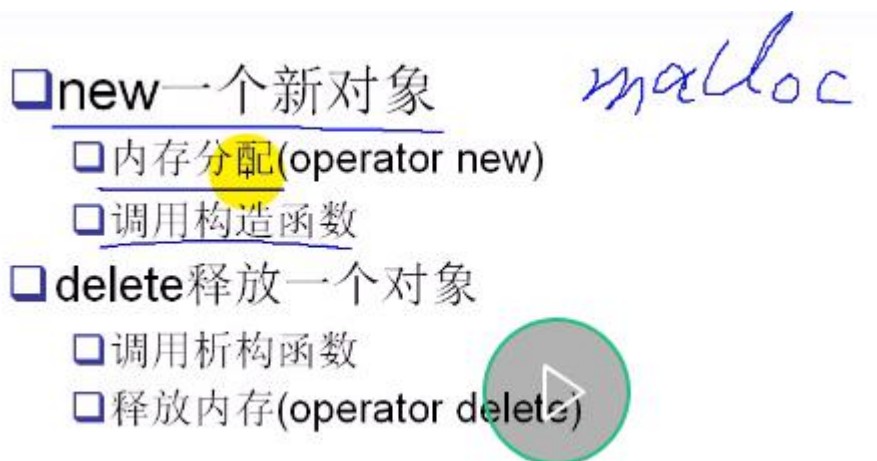 new一个新对象 malloc
内存分配(operator new)
调用构造函数
delete释放一个对象
调用析构函数
释放内存(operator delete)